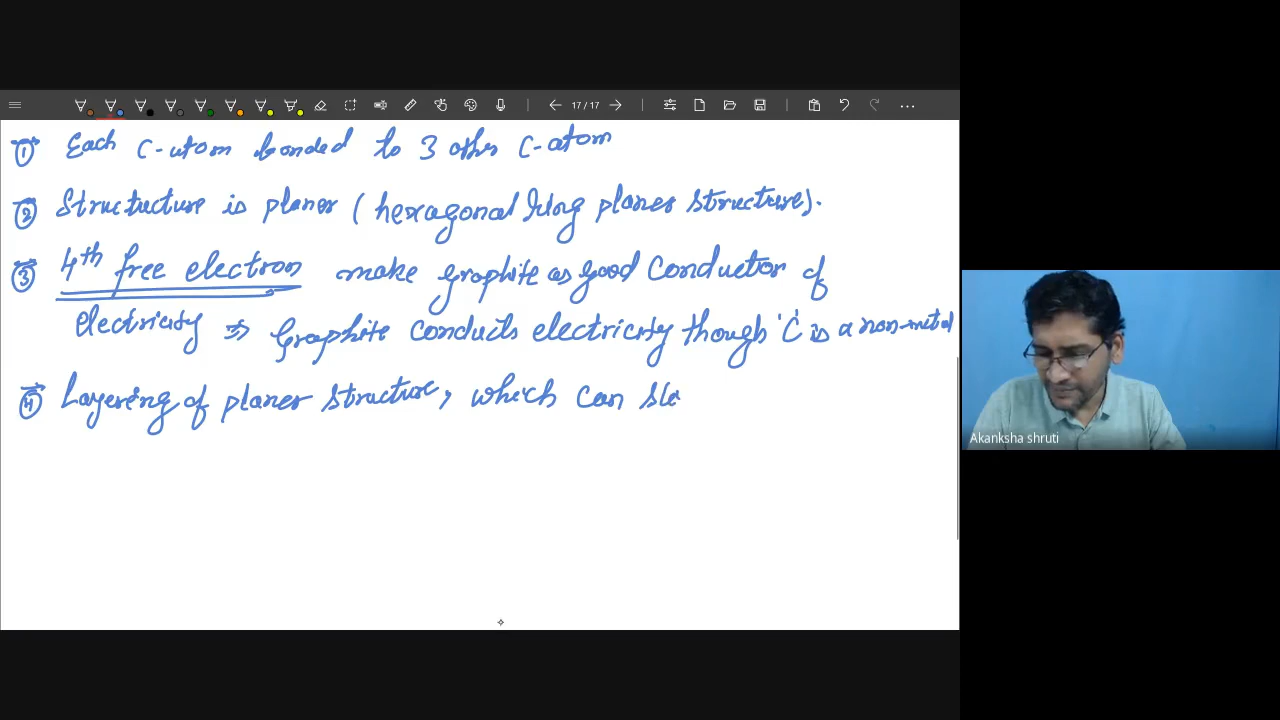 17 / 17
① Each C-atom bonded to 3 other C-atom
② Structucture is planer (hexagonal ring planer structure).
③ 4th free electron make graphite as good conductor of
electricity ⇒ Graphite conducts electricity though 'C' is a non-metal
④ Layering of planer structure, which can
Akanksha shruti